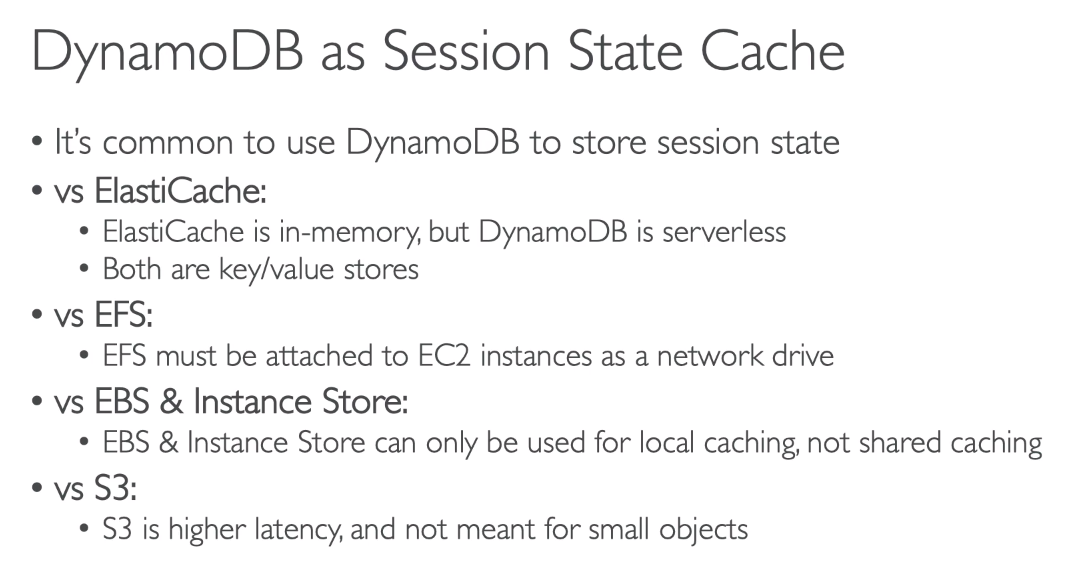 DynamoDB as Session State Cache
• It’s common to use DynamoDB to store session state
• vs ElastiCache:
• ElastiCache is in-memory, but DynamoDB is serverless
• Both are key/value stores
• vs EFS:
• EFS must be attached to EC2 instances as a network drive
• vs EBS & Instance Store:
• EBS & Instance Store can only be used for local caching, not shared caching
• vs S3:
• S3 is higher latency, and not meant for small objects